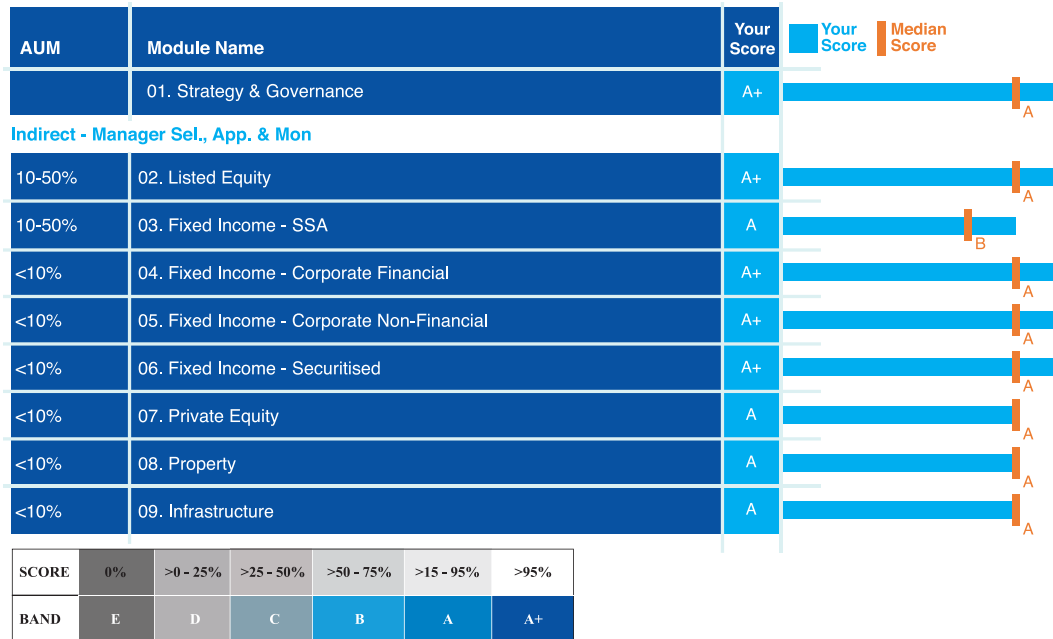 AUM Module Name Your Score Your Score Median Score
01. Strategy & Governance A+ A
Indirect - Manager Sel., App. & Mon
10-50% 02. Listed Equity A+ A
10-50% 03. Fixed Income - SSA A B
<10% 04. Fixed Income - Corporate Financial A+ A
<10% 05. Fixed Income - Corporate Non-Financial A+ A
<10% 06. Fixed Income - Securitised A+ A
<10% 07. Private Equity A A
<10% 08. Property A A
<10% 09. Infrastructure A A
SCORE 0% >0 - 25% >25 - 50% >50 - 75% >15 - 95% >95%
BAND E D C B A A+